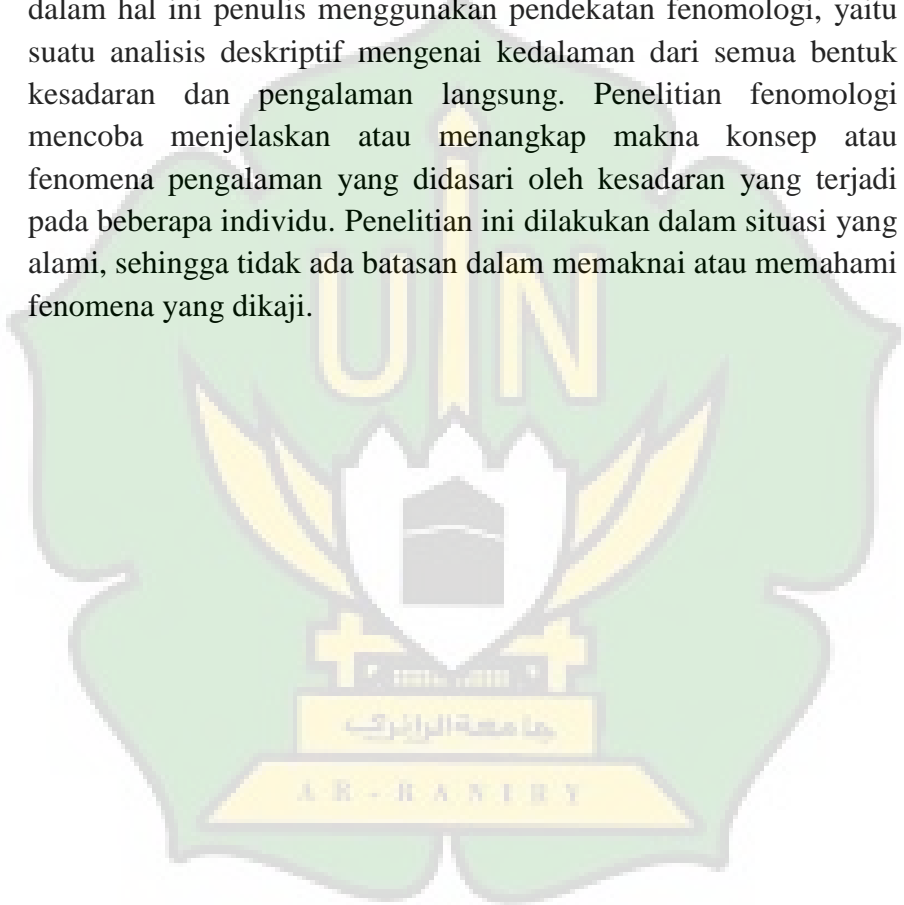 dalam hal ini penulis menggunakan pendekatan fenomologi, yaitu
suatu analisis deskriptif mengenai kedalaman dari semua bentuk
kesadaran dan pengalaman langsung. Penelitian fenomologi
mencoba menjelaskan atau menangkap makna konsep atau
fenomena pengalaman yang didasari oleh kesadaran yang terjadi
pada beberapa individu. Penelitian ini dilakukan dalam situasi yang
alami, sehingga tidak ada batasan dalam memaknai atau memahami
fenomena yang dikaji.
UIN
جامعة الرانرك
AR-RANIRY